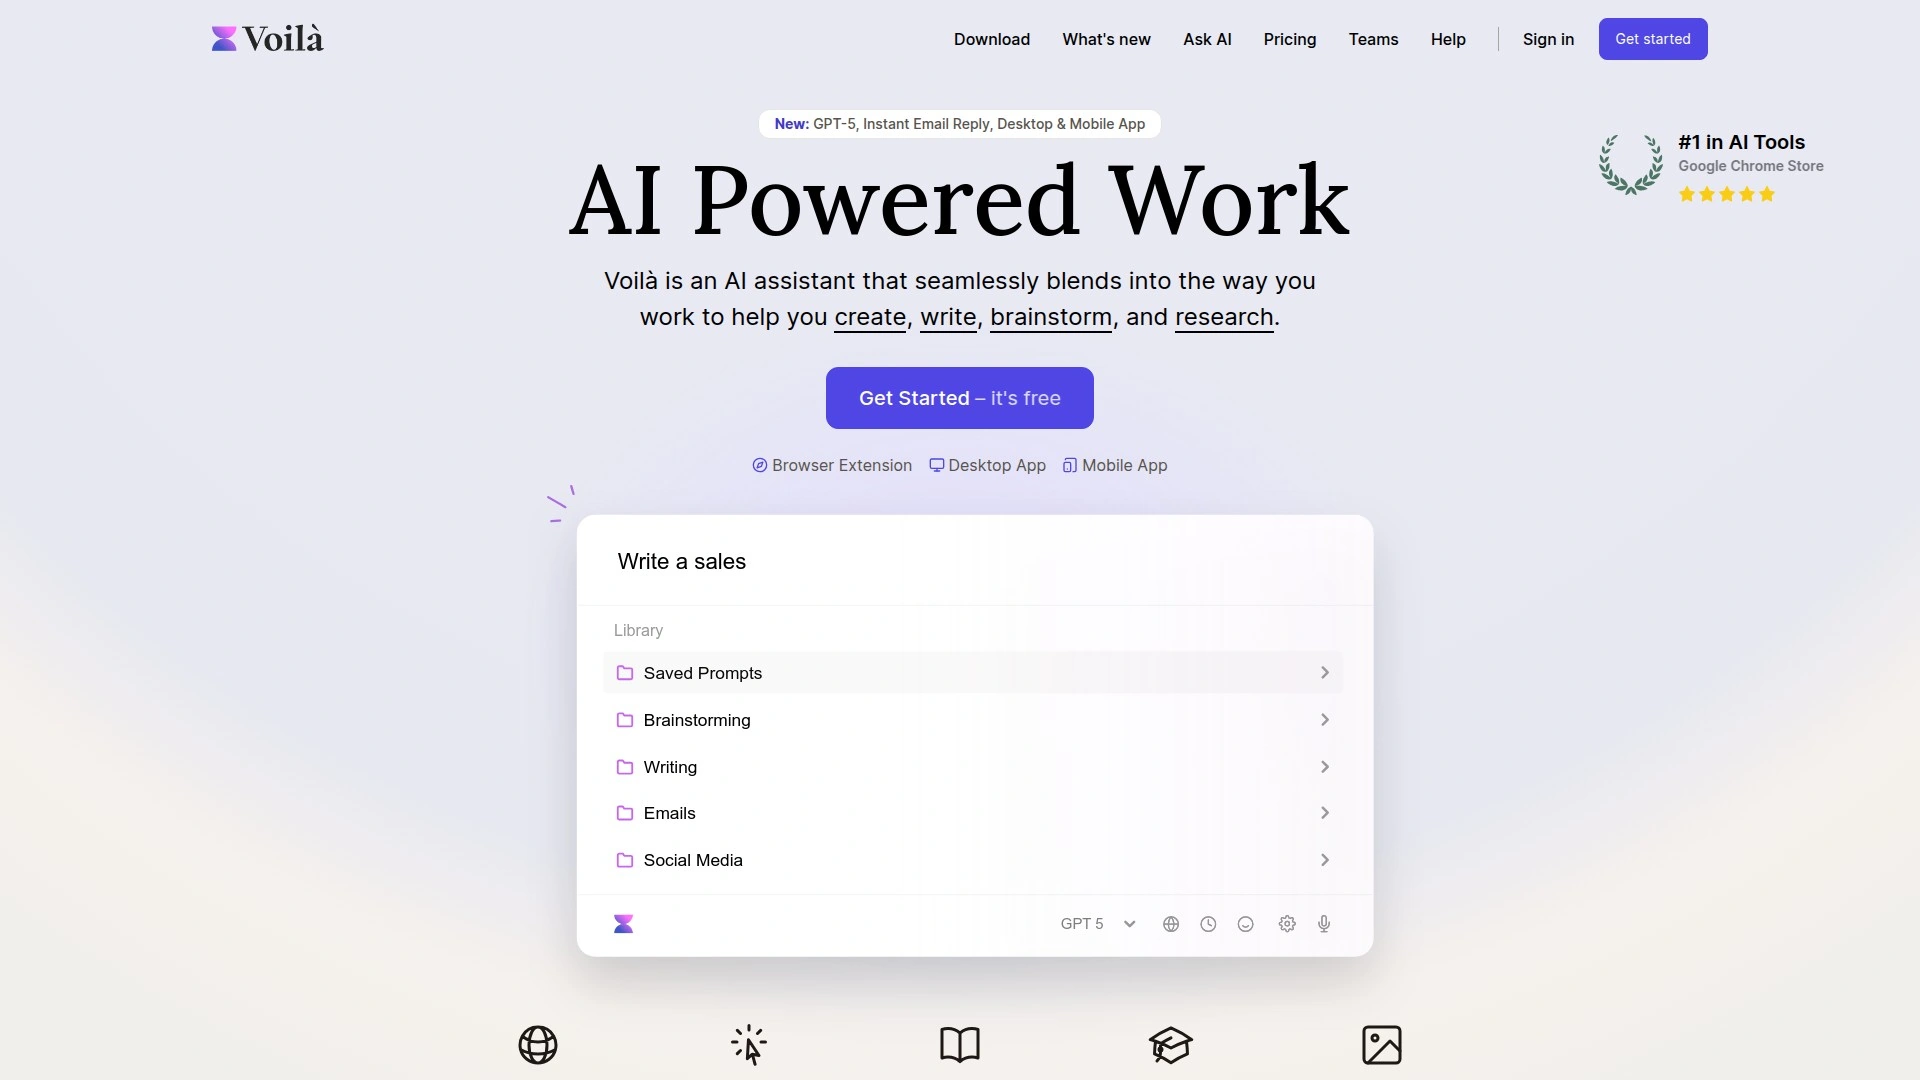 Voilà
Download What's new Ask AI Pricing Teams Help Sign in Get started
New: GPT-5, Instant Email Reply, Desktop & Mobile App
#1 in AI Tools
Google Chrome Store
AI Powered Work
Voilà is an AI assistant that seamlessly blends into the way you
work to help you create, write, brainstorm, and research.
Get Started – it's free
Browser Extension Desktop App Mobile App
Write a sales
Library
Saved Prompts
Brainstorming
Writing
Emails
Social Media
GPT 5